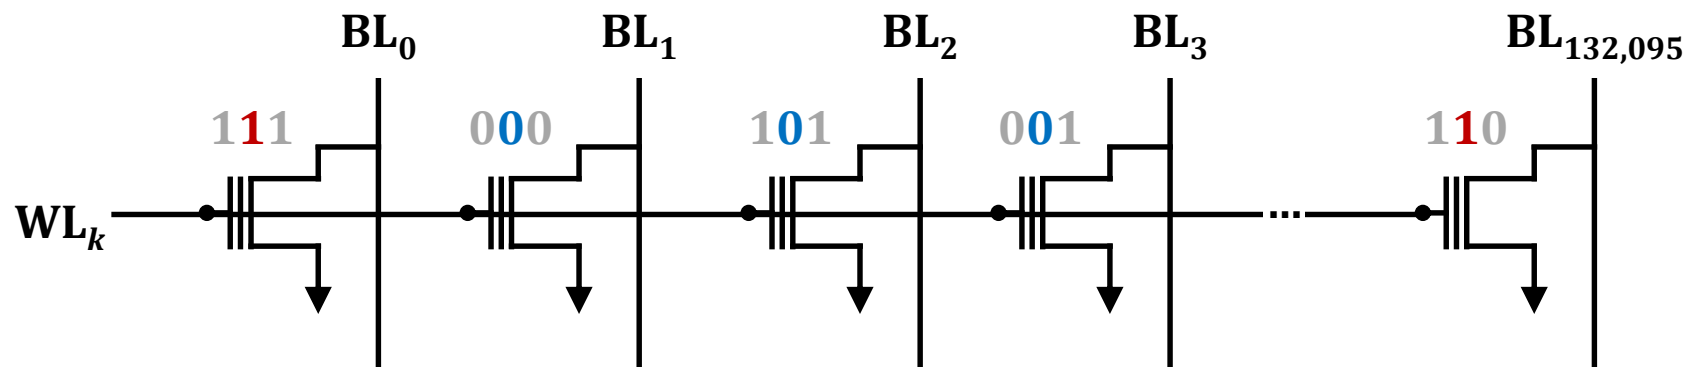 BL₀ BL₁ BL₂ BL₃ BL₁₃₂,₀₉₅
111 000 101 001 110
WLₖ ...